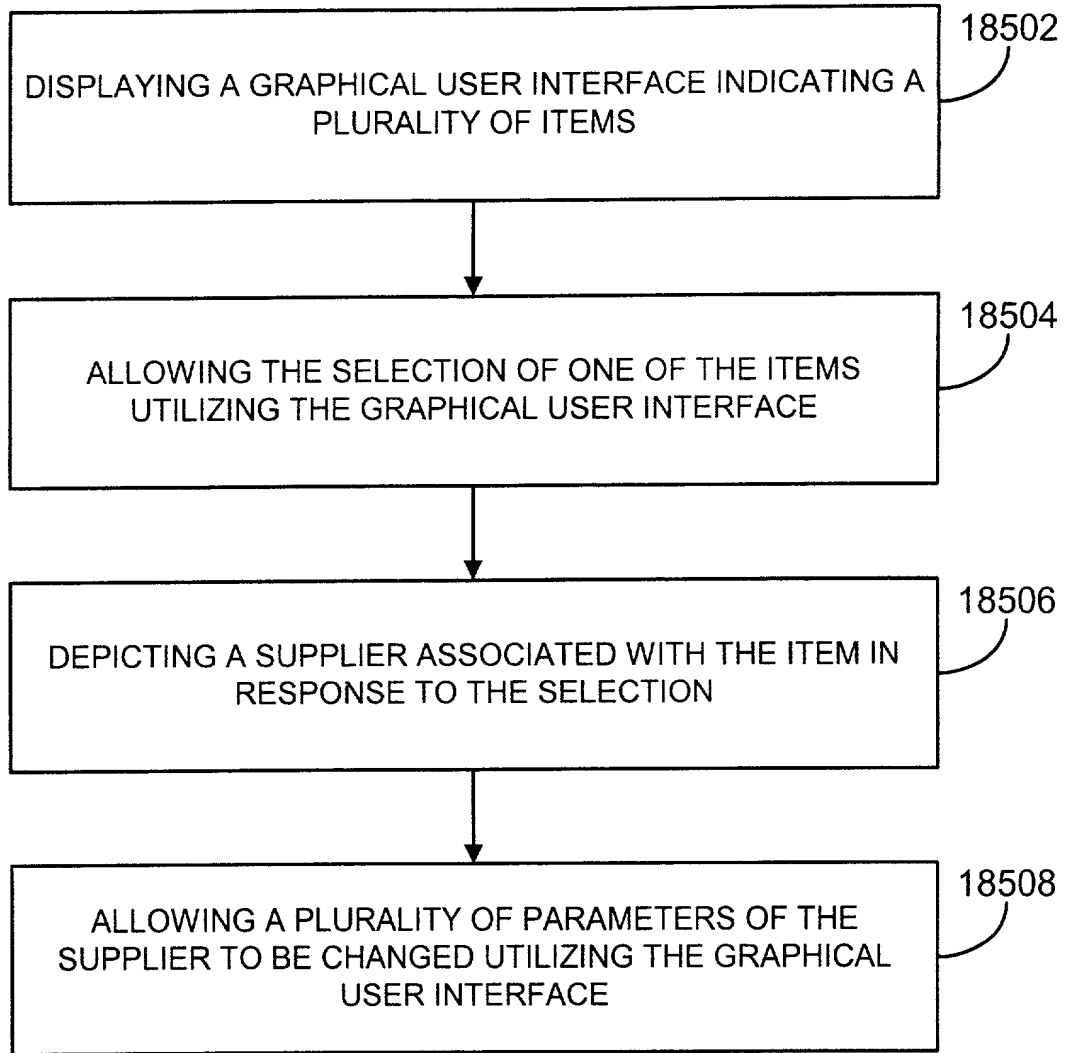 18502
DISPLAYING A GRAPHICAL USER INTERFACE INDICATING A
PLURALITY OF ITEMS
18504
ALLOWING THE SELECTION OF ONE OF THE ITEMS
UTILIZING THE GRAPHICAL USER INTERFACE
18506
DEPICTING A SUPPLIER ASSOCIATED WITH THE ITEM IN
RESPONSE TO THE SELECTION
18508
ALLOWING A PLURALITY OF PARAMETERS OF THE
SUPPLIER TO BE CHANGED UTILIZING THE GRAPHICAL
USER INTERFACE